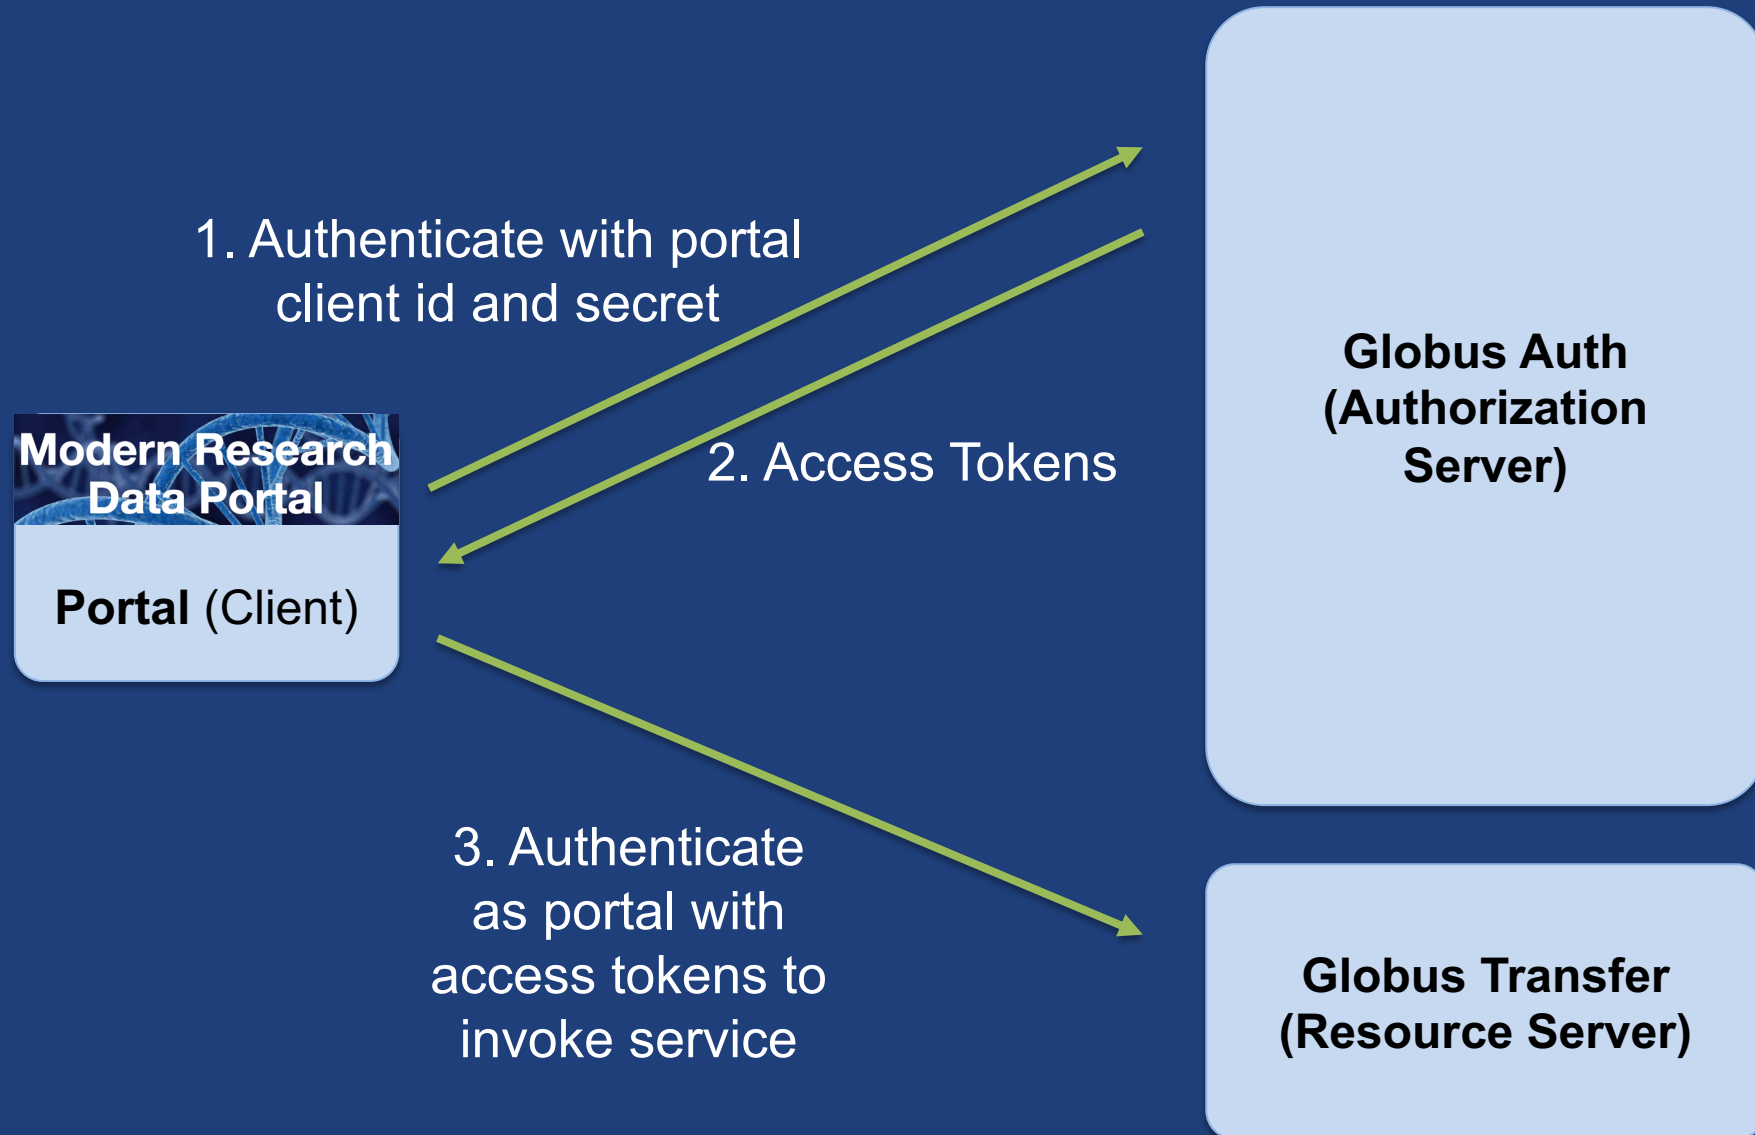 1. Authenticate with portal
client id and secret
Globus Auth
(Authorization
Server)
Modern Research
Data Portal
2. Access Tokens
Portal (Client)
3. Authenticate
as portal with
access tokens to
invoke service
Globus Transfer
(Resource Server)